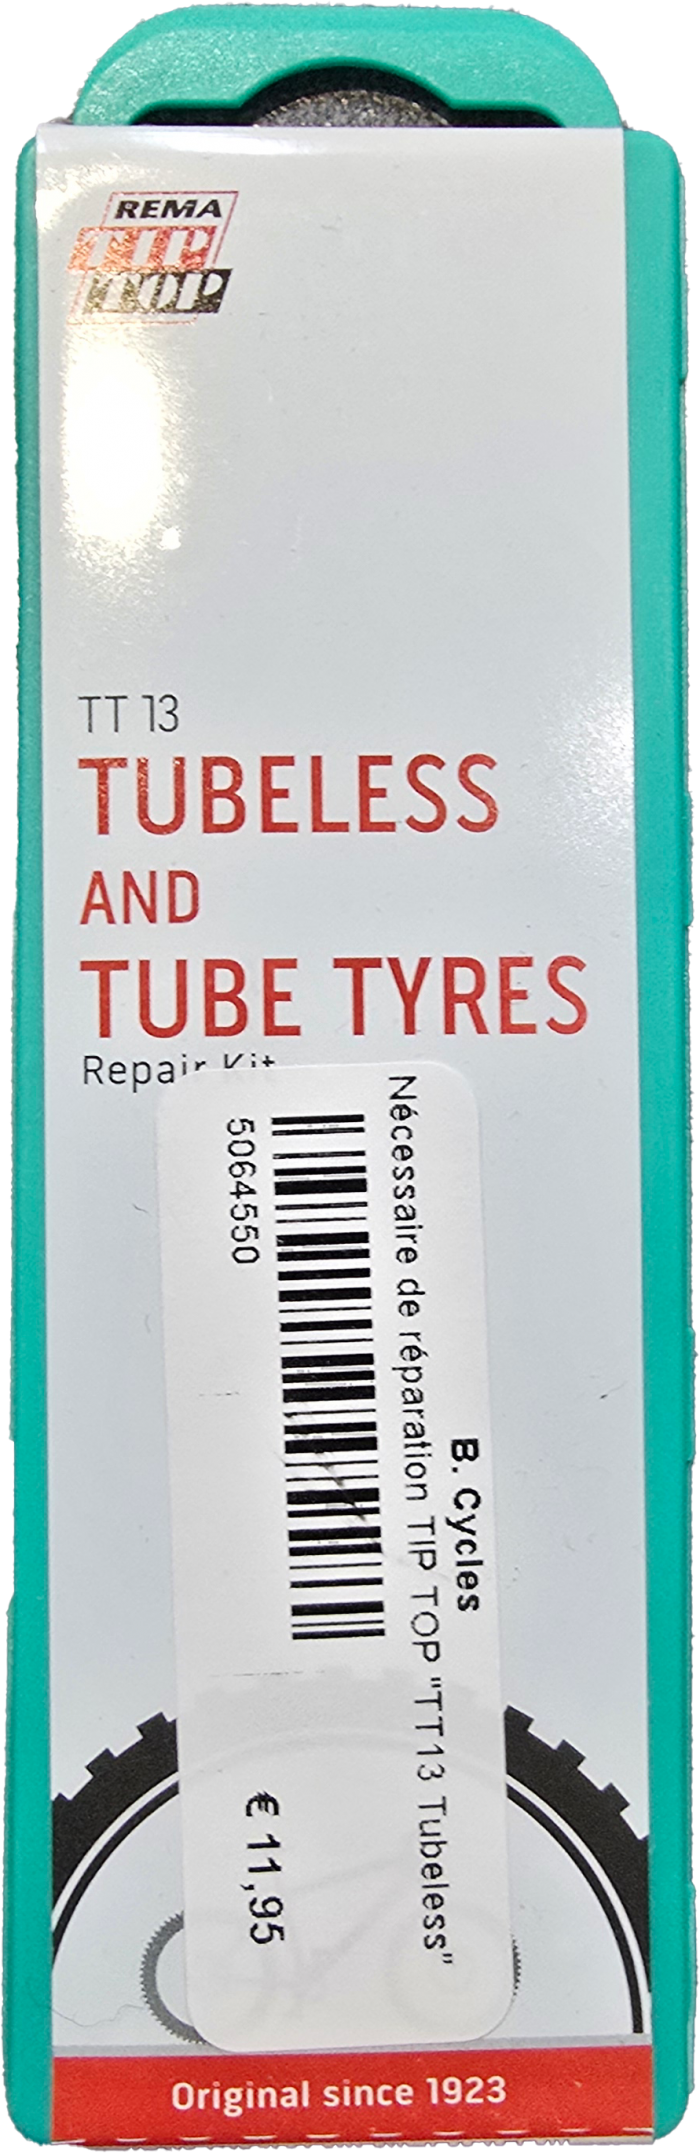 REMA
TIP
TOP
TT 13
TUBELESS
AND
TUBE TYRES
Repair Kit
B. Cycles
Nécessaire de réparation TIP TOP "TT13 Tubeless"
5064550
€ 11,95
Original since 1923